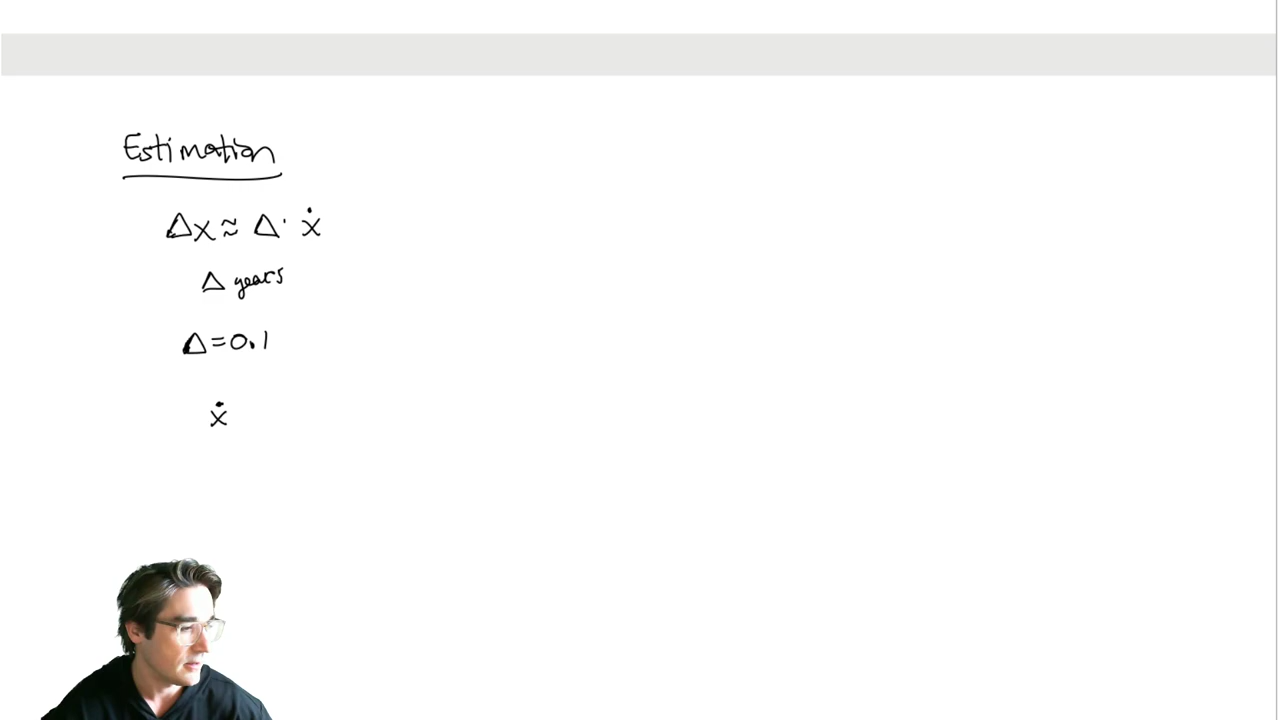 Estimation
Δx ≈ Δ · ẋ
Δ years
Δ = 0.1
ẋ